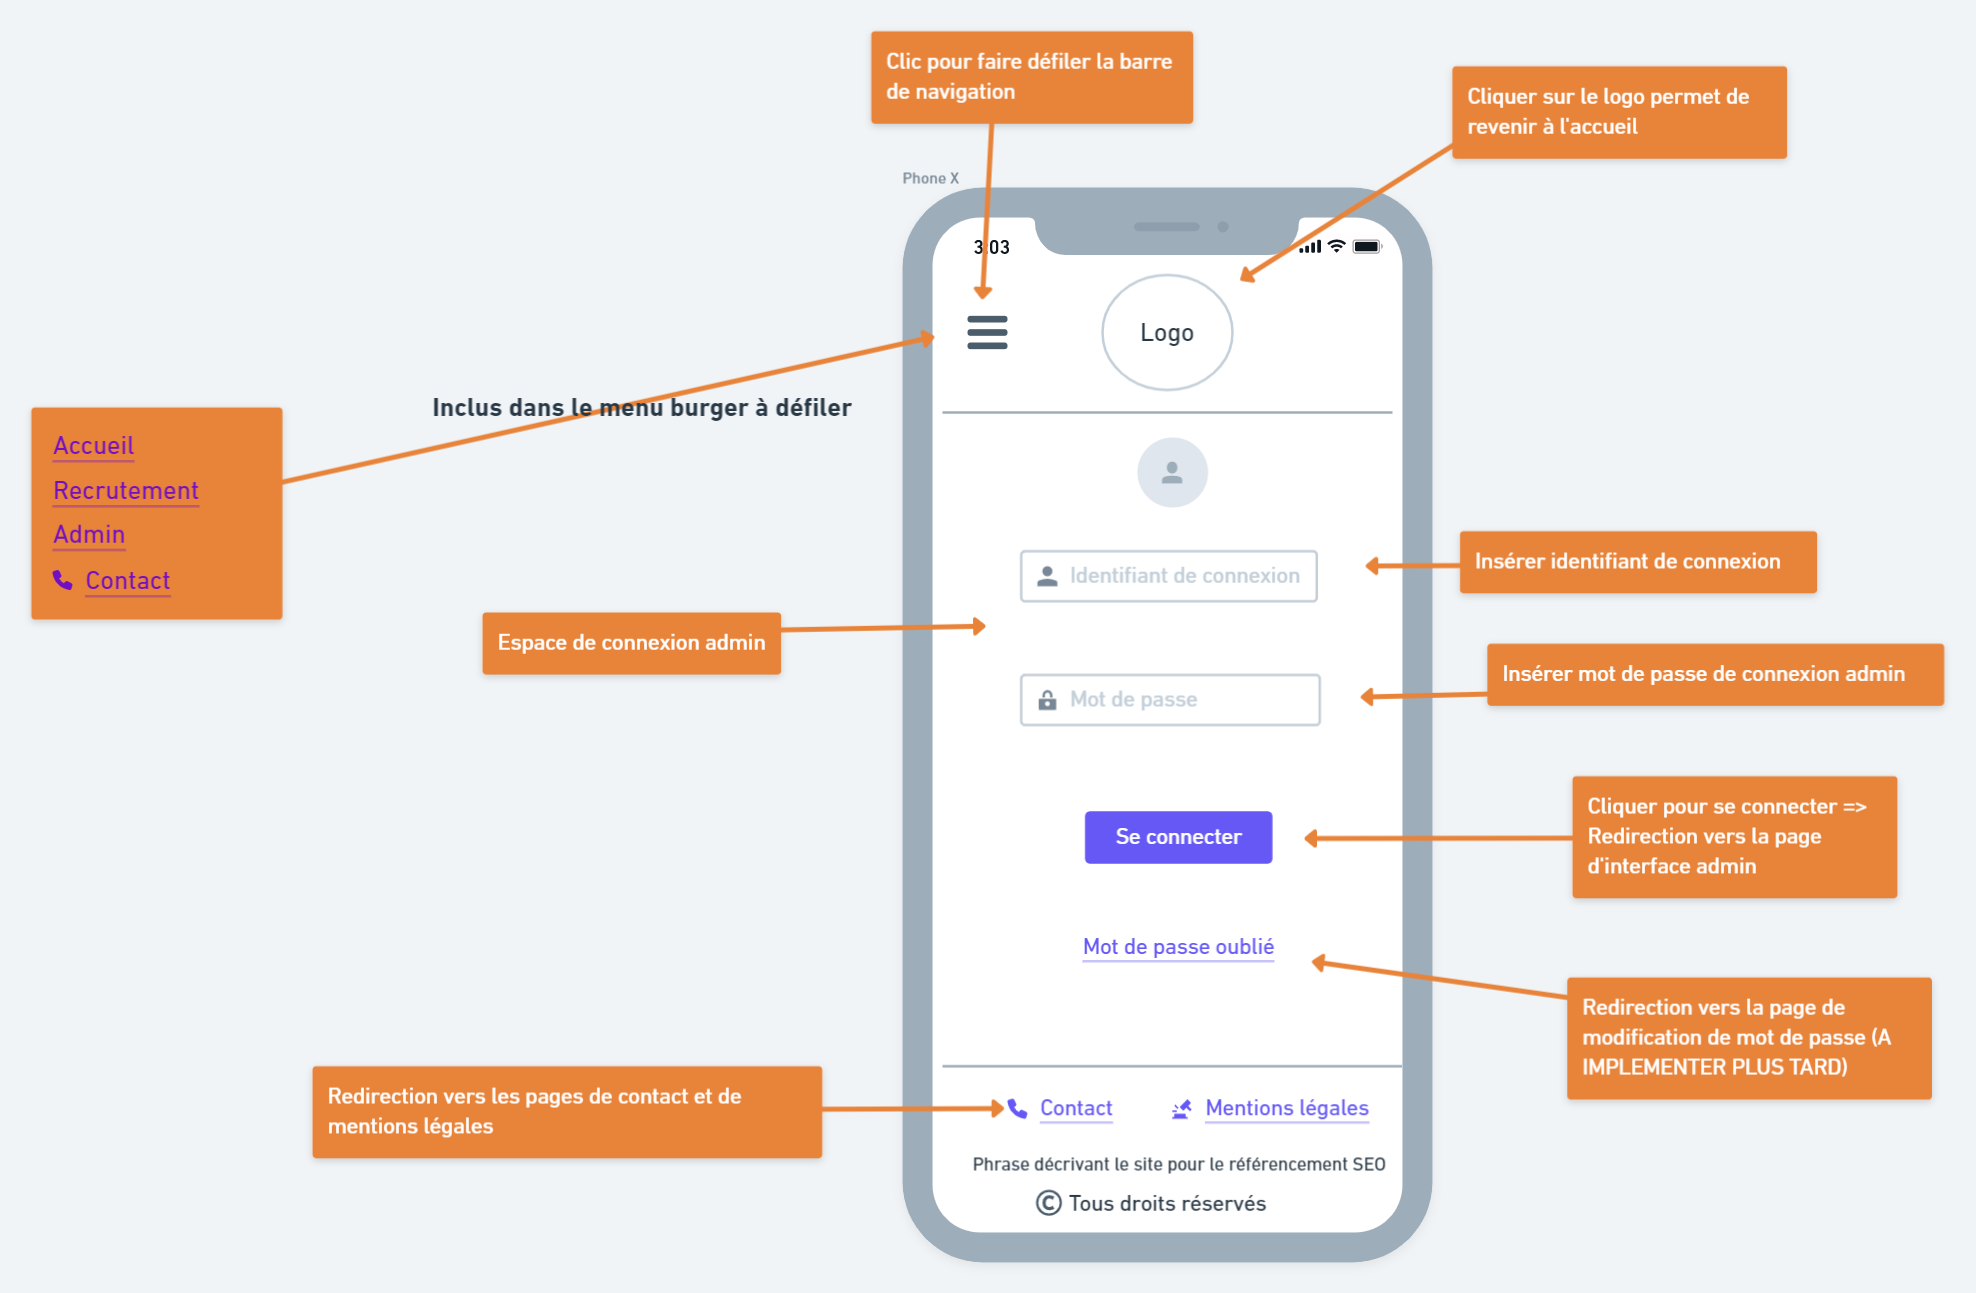 Clic pour faire défiler la barre
de navigation
Cliquer sur le logo permet de
revenir à l'accueil
Phone X
3:03
Logo
Inclus dans le menu burger à défiler
Accueil
Recrutement
Admin
Contact
Identifiant de connexion
Insérer identifiant de connexion
Espace de connexion admin
Mot de passe
Insérer mot de passe de connexion admin
Se connecter
Cliquer pour se connecter =>
Redirection vers la page
d'interface admin
Mot de passe oublié
Redirection vers la page de
modification de mot de passe (A
IMPLEMENTER PLUS TARD)
Redirection vers les pages de contact et de
mentions légales
Contact
Mentions légales
Phrase décrivant le site pour le référencement SEO
© Tous droits réservés